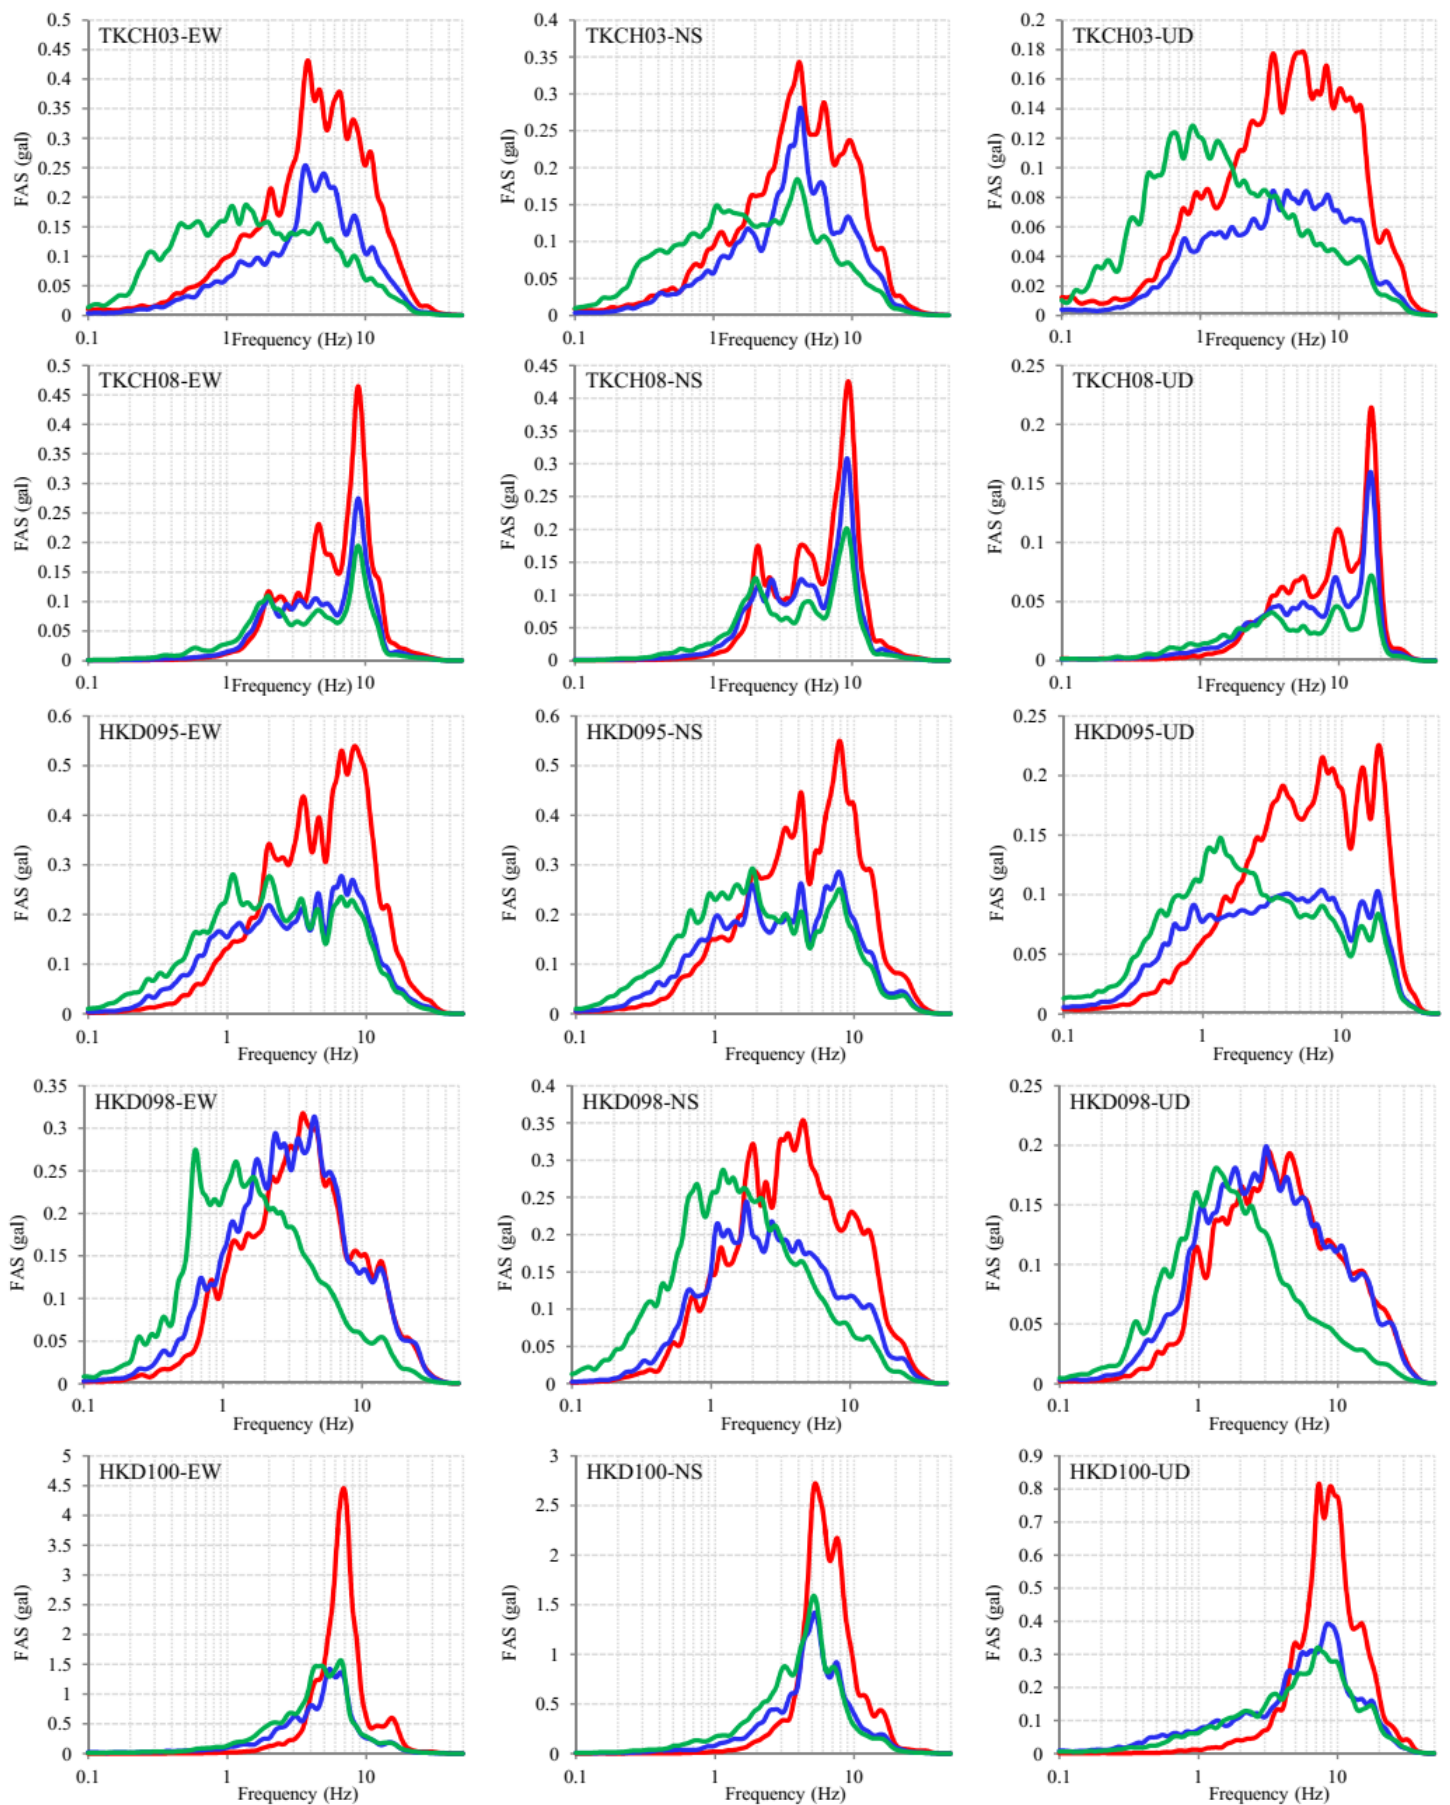 TKCH03-EW
FAS (gal)
0.5
0.45
0.4
0.35
0.3
0.25
0.2
0.15
0.1
0.05
0
0.1 1 10
Frequency (Hz)
TKCH03-NS
FAS (gal)
0.4
0.35
0.3
0.25
0.2
0.15
0.1
0.05
0
0.1 1 10
Frequency (Hz)
TKCH03-UD
FAS (gal)
0.2
0.18
0.16
0.14
0.12
0.1
0.08
0.06
0.04
0.02
0
0.1 1 10
Frequency (Hz)
TKCH08-EW
FAS (gal)
0.5
0.45
0.4
0.35
0.3
0.25
0.2
0.15
0.1
0.05
0
0.1 1 10
Frequency (Hz)
TKCH08-NS
FAS (gal)
0.45
0.4
0.35
0.3
0.25
0.2
0.15
0.1
0.05
0
0.1 1 10
Frequency (Hz)
TKCH08-UD
FAS (gal)
0.25
0.2
0.15
0.1
0.05
0
0.1 1 10
Frequency (Hz)
HKD095-EW
FAS (gal)
0.6
0.5
0.4
0.3
0.2
0.1
0
0.1 1 10
Frequency (Hz)
HKD095-NS
FAS (gal)
0.6
0.5
0.4
0.3
0.2
0.1
0
0.1 1 10
Frequency (Hz)
HKD095-UD
FAS (gal)
0.25
0.2
0.15
0.1
0.05
0
0.1 1 10
Frequency (Hz)
HKD098-EW
FAS (gal)
0.35
0.3
0.25
0.2
0.15
0.1
0.05
0
0.1 1 10
Frequency (Hz)
HKD098-NS
FAS (gal)
0.4
0.35
0.3
0.25
0.2
0.15
0.1
0.05
0
0.1 1 10
Frequency (Hz)
HKD098-UD
FAS (gal)
0.25
0.2
0.15
0.1
0.05
0
0.1 1 10
Frequency (Hz)
HKD100-EW
FAS (gal)
5
4.5
4
3.5
3
2.5
2
1.5
1
0.5
0
0.1 1 10
Frequency (Hz)
HKD100-NS
FAS (gal)
3
2.5
2
1.5
1
0.5
0
0.1 1 10
Frequency (Hz)
HKD100-UD
FAS (gal)
0.9
0.8
0.7
0.6
0.5
0.4
0.3
0.2
0.1
0
0.1 1 10
Frequency (Hz)